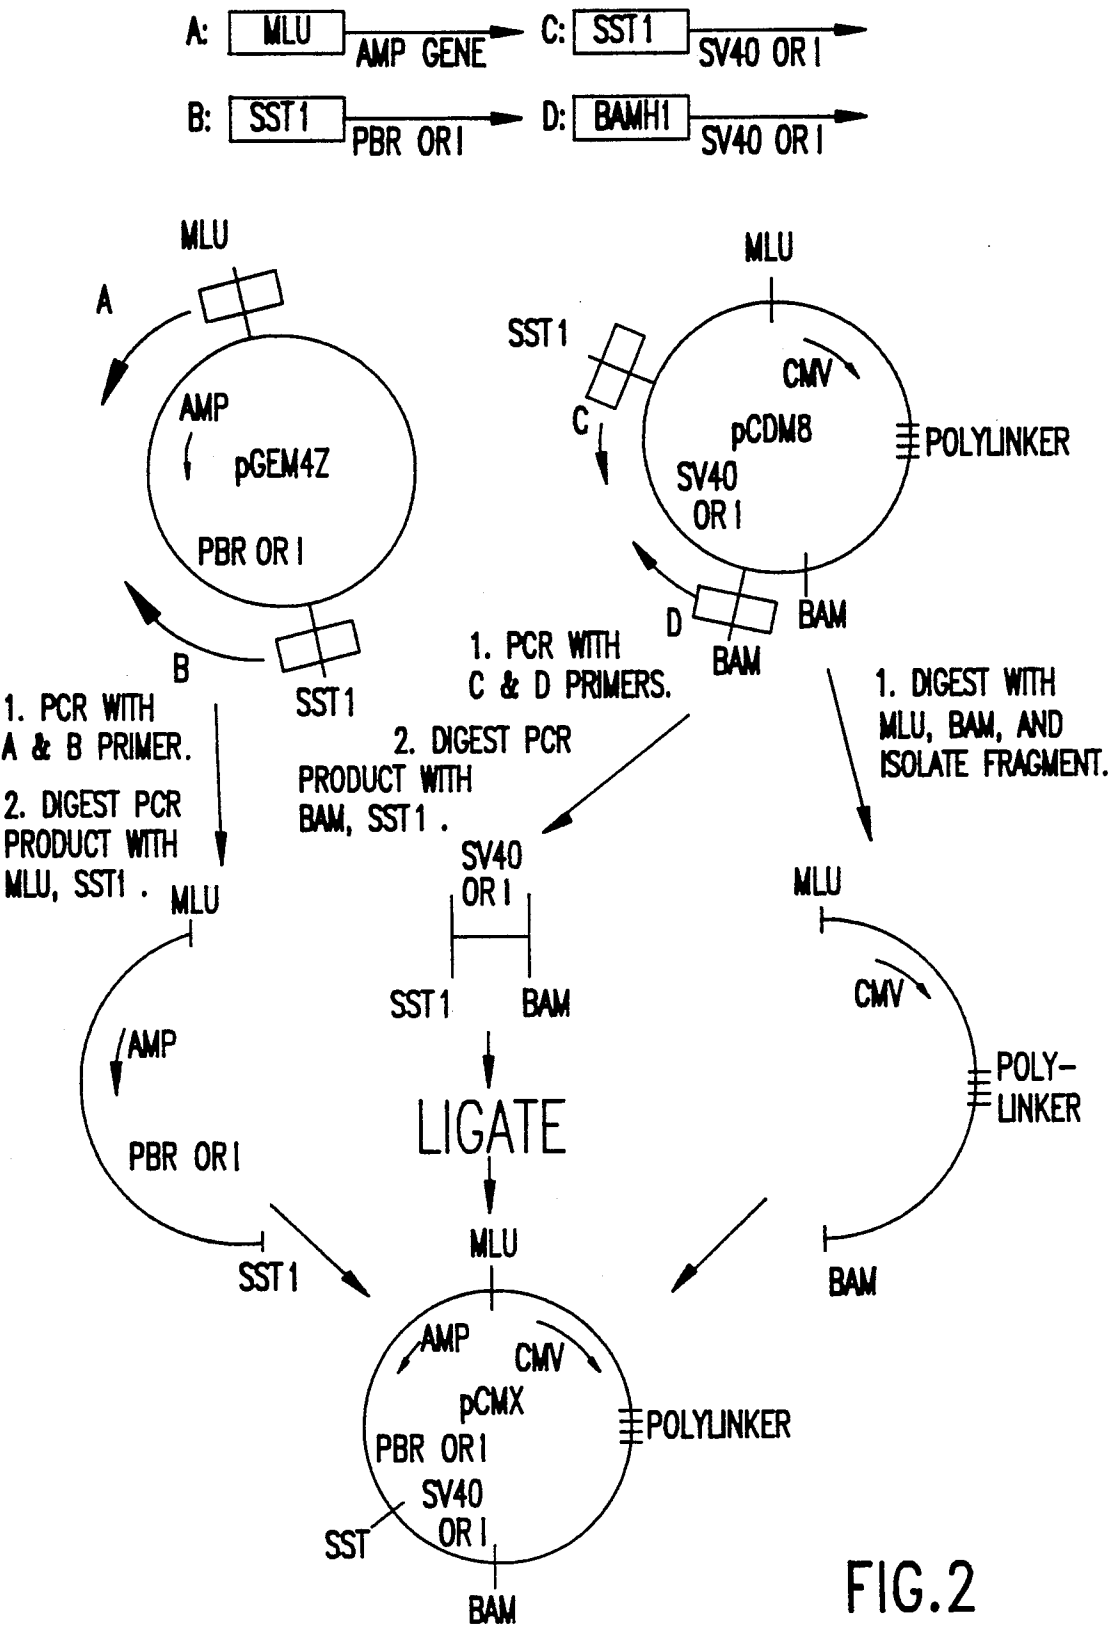 A: MLU AMP GENE
C: SST1 SV40 ORI
B: SST1 PBR ORI
D: BAMH1 SV40 ORI
MLU
A
AMP
pGEM4Z
PBR ORI
B
SST1
MLU
SST1
C
CMV
pCDM8
POLYLINKER
SV40
ORI
D
BAM
BAM
1. PCR WITH
A & B PRIMER.
2. DIGEST PCR
PRODUCT WITH
MLU, SST1 .
1. PCR WITH
C & D PRIMERS.
2. DIGEST PCR
PRODUCT WITH
BAM, SST1 .
1. DIGEST WITH
MLU, BAM, AND
ISOLATE FRAGMENT.
MLU
AMP
PBR ORI
SST1
SV40
ORI
SST1
BAM
LIGATE
MLU
CMV
POLY-
LINKER
BAM
MLU
AMP
CMV
pCMX
POLYLINKER
PBR ORI
SV40
ORI
SST
BAM
FIG.2